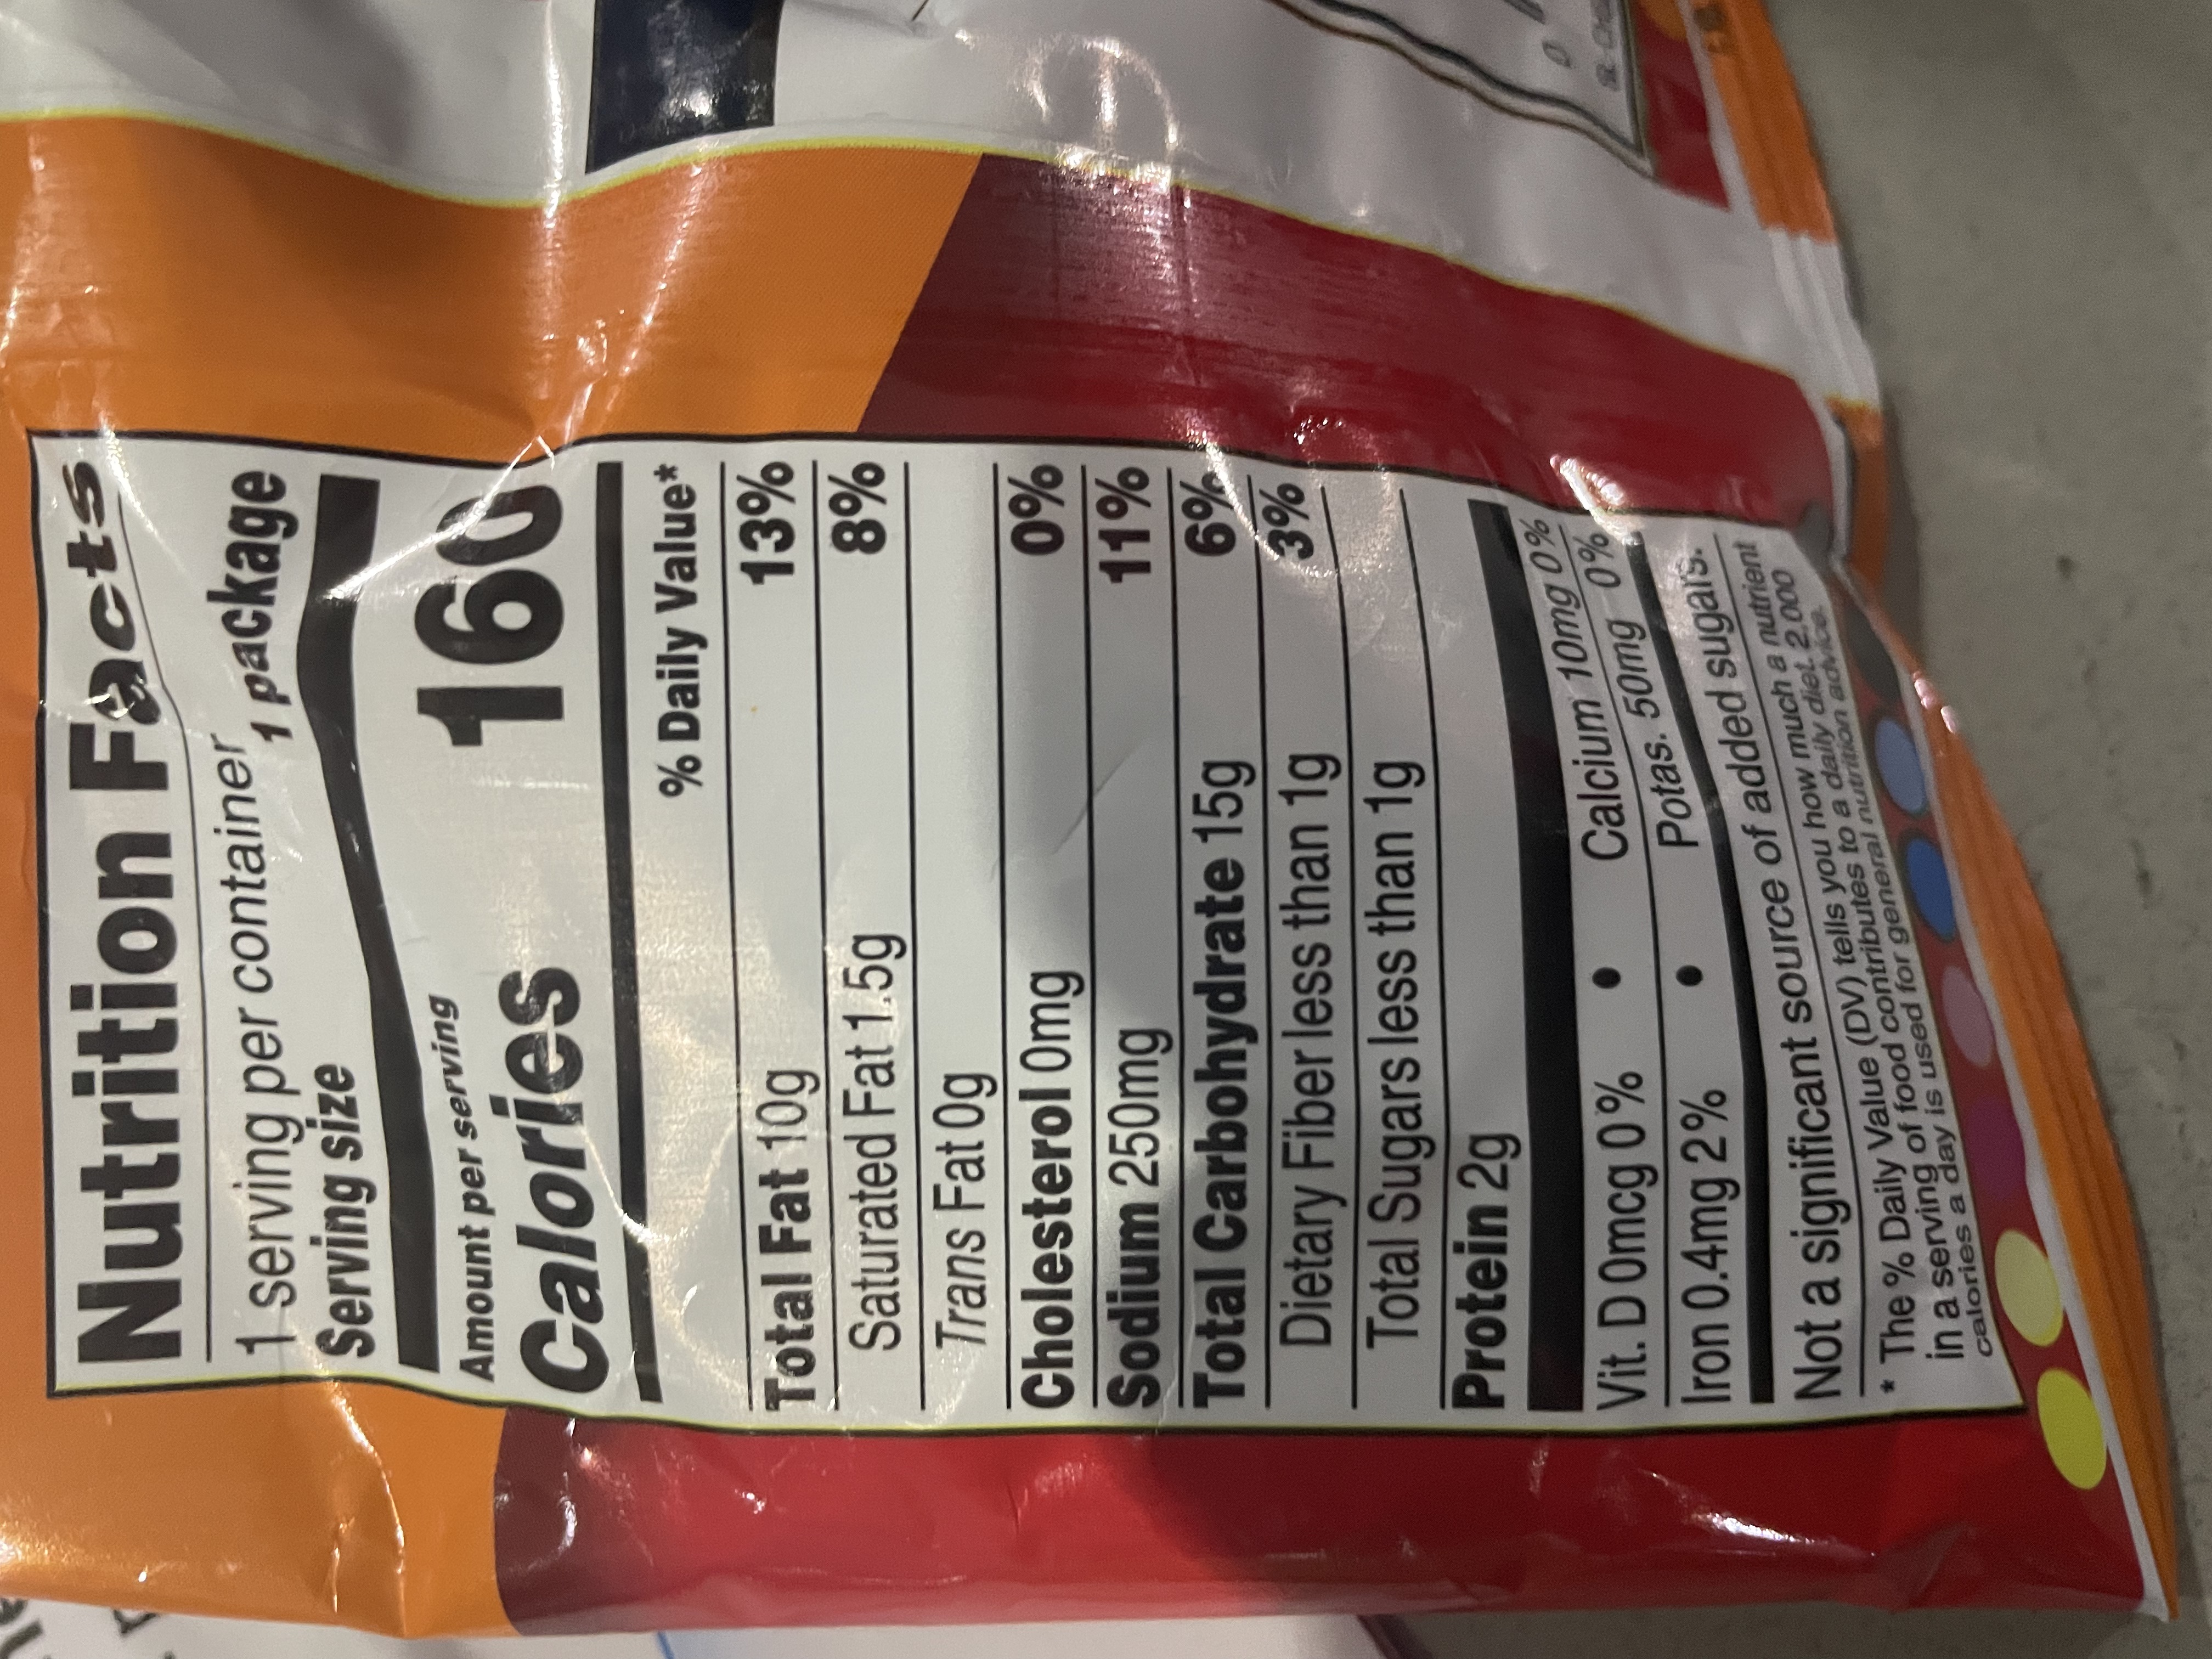 Nutrition Facts
1 serving per container
Serving size 1 package
Amount per serving
Calories 160
% Daily Value*
Total Fat 10g 13%
Saturated Fat 1.5g 8%
Trans Fat 0g
Cholesterol 0mg 0%
Sodium 250mg 11%
Total Carbohydrate 15g 6%
Dietary Fiber less than 1g 3%
Total Sugars less than 1g
Protein 2g
Vit. D 0mcg 0% • Calcium 10mg 0%
Iron 0.4mg 2% • Potas. 50mg 0%
Not a significant source of added sugars.
* The % Daily Value (DV) tells you how much a nutrient
in a serving of food contributes to a daily diet. 2,000
calories a day is used for general nutrition advice.